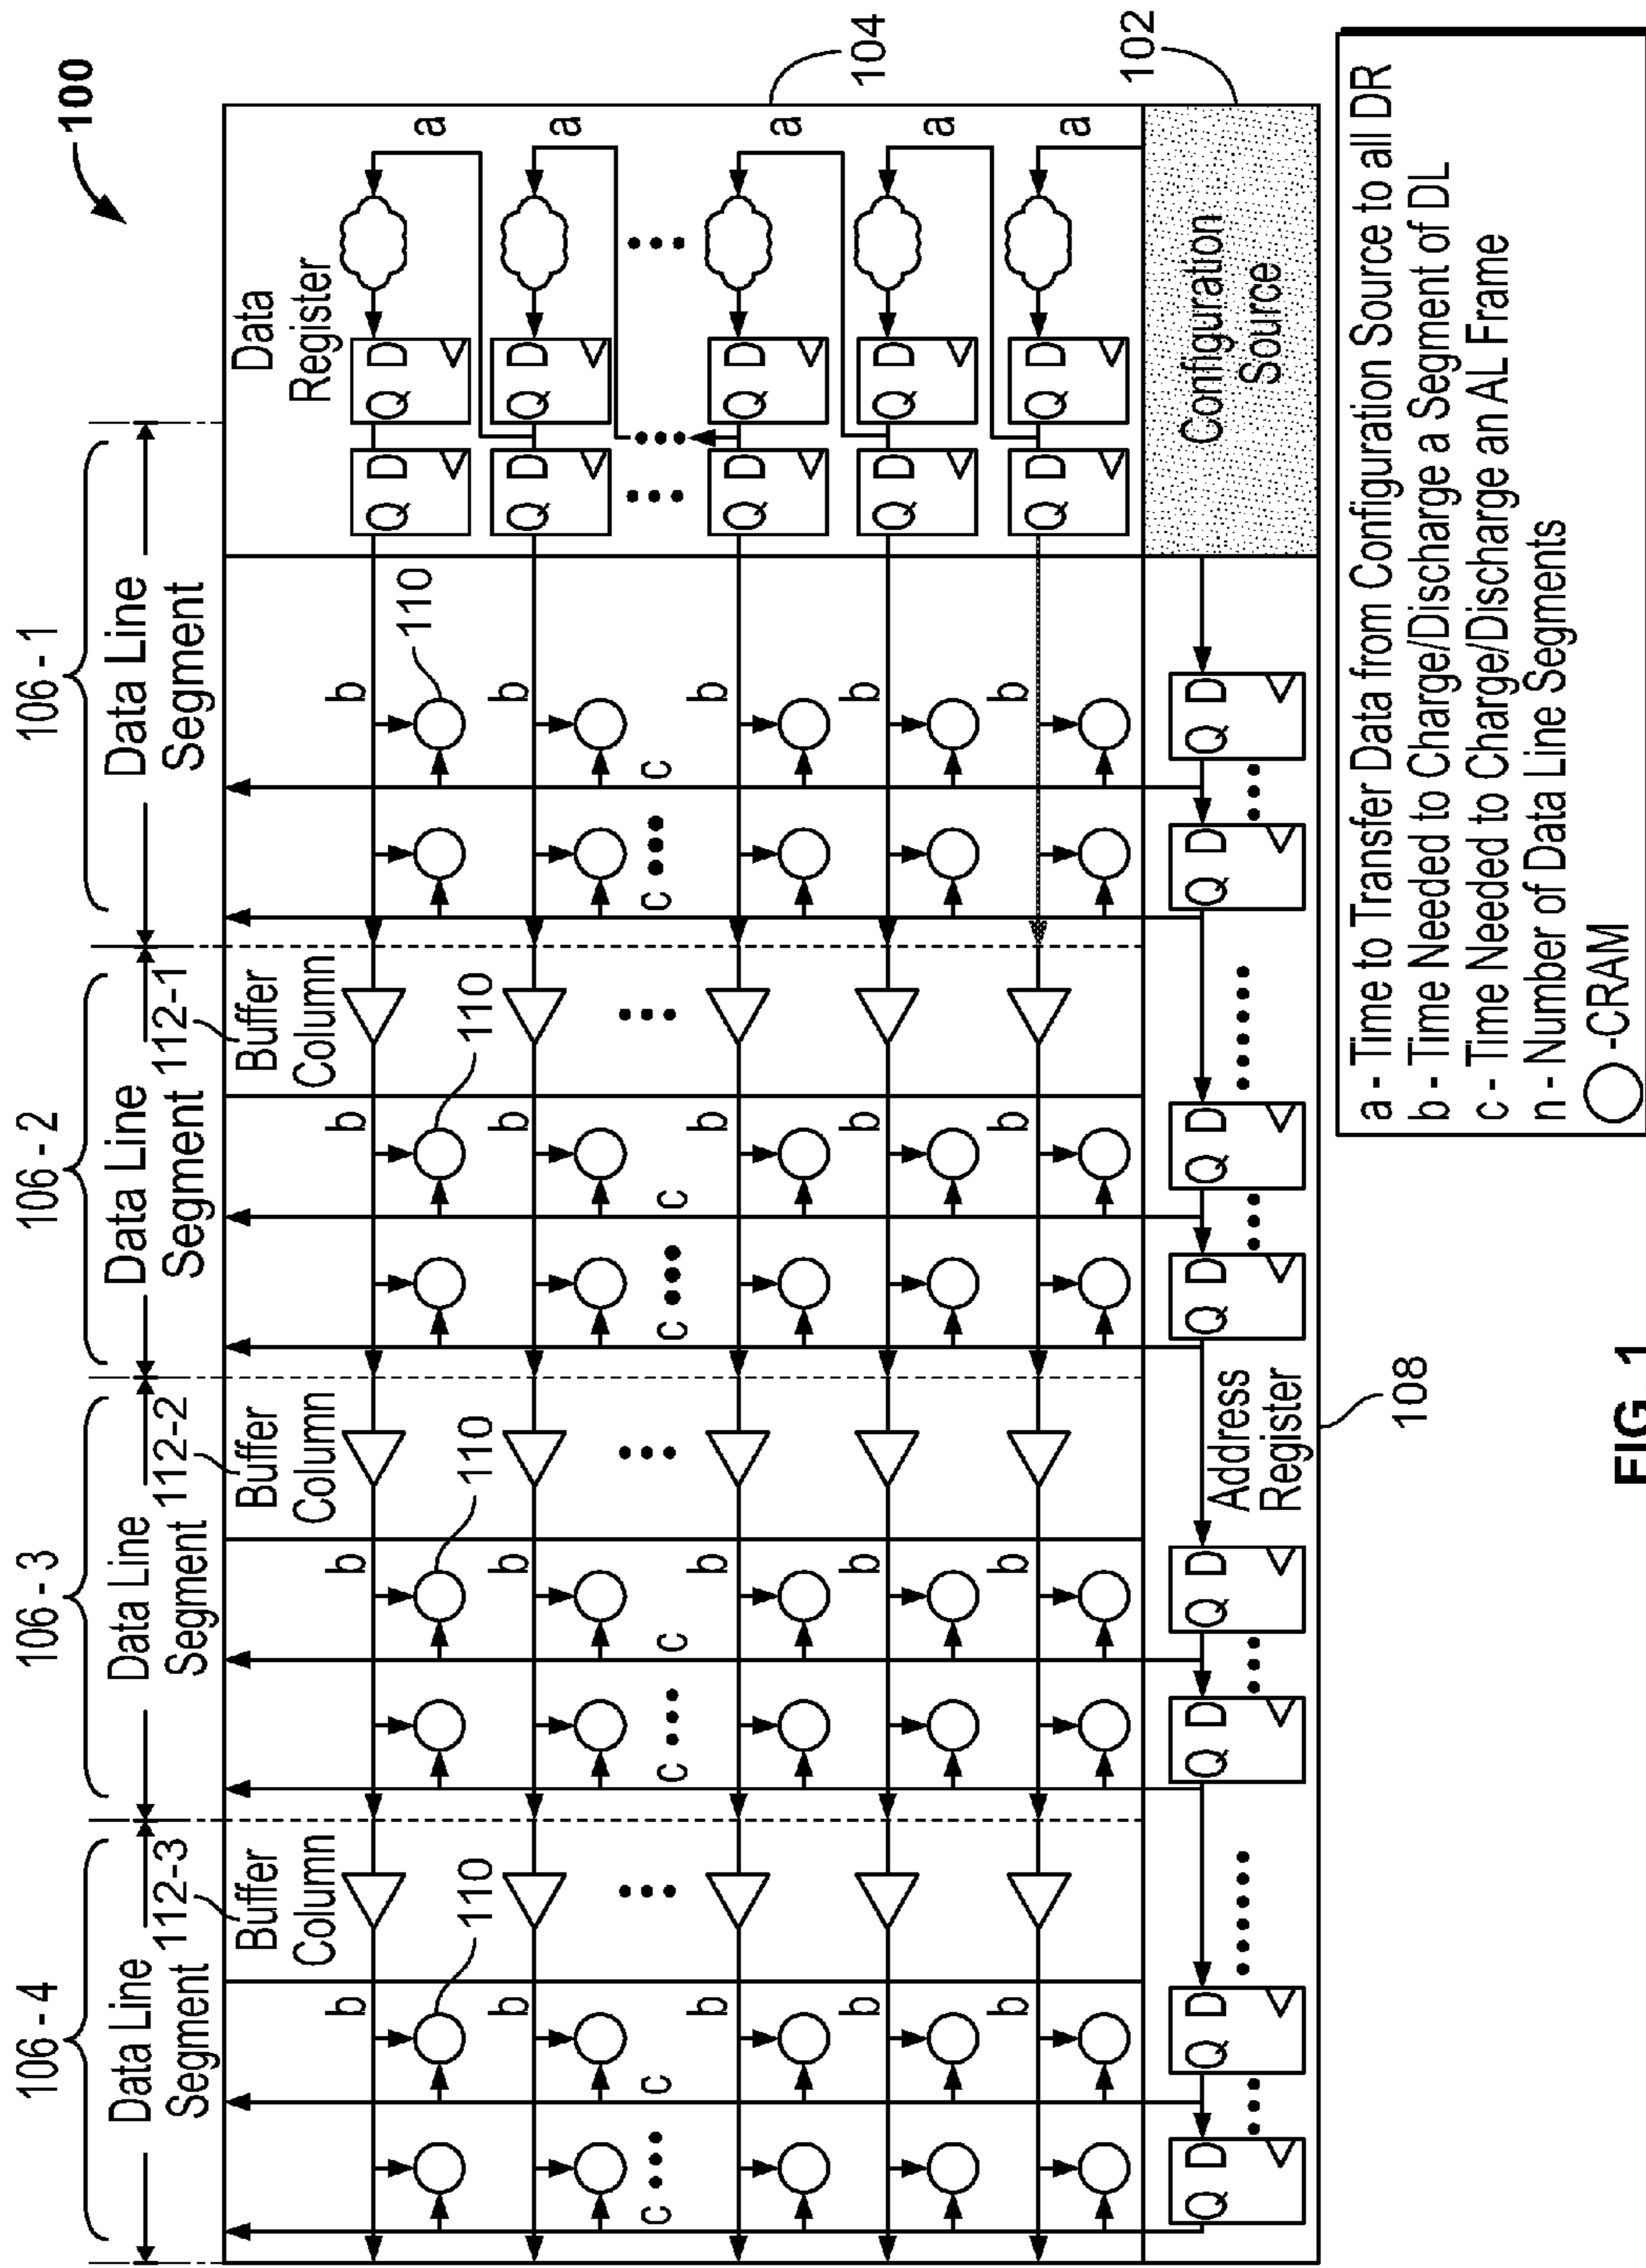 100
106 - 4
106 - 3
106 - 2
106 - 1
Data Line
Segment
Data Line
Segment
Data Line
Segment
Data Line
Segment
112-3
112-2
112-1
Buffer
Column
Buffer
Column
Buffer
Column
Data
Register
b
110
b
110
b
110
b
110
Q D
Q D
a
b
b
b
b
Q D
Q D
a
c
c
c
c
c
c
c
c
b
b
b
b
Q D
Q D
a
b
b
b
b
Q D
Q D
a
b
b
b
b
Q D
Q D
a
104
Q D
Q D
Q D
Q D
Address
Register
Q D
Q D
Q D
Q D
Configuration
Source
102
108
a - Time to Transfer Data from Configuration Source to all DR
b - Time Needed to Charge/Discharge a Segment of DL
c - Time Needed to Charge/Discharge an AL Frame
n - Number of Data Line Segments
-CRAM
FIG. 1